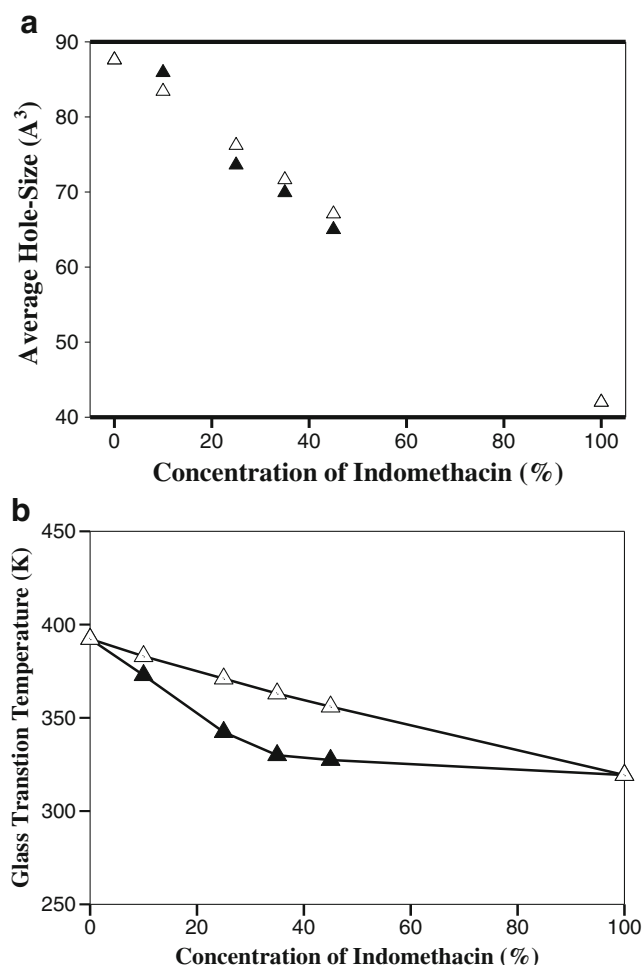 a
90
80
70
60
50
40
Average Hole-Size (A³)
0 20 40 60 80 100
Concentration of Indomethacin (%)
b
450
400
350
300
250
Glass Transtion Temperature (K)
0 20 40 60 80 100
Concentration of Indomethacin (%)